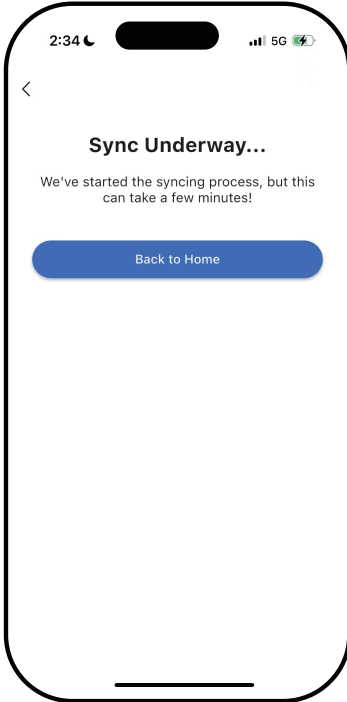 2:34 5G
Sync Underway...
We've started the syncing process, but this
can take a few minutes!
Back to Home